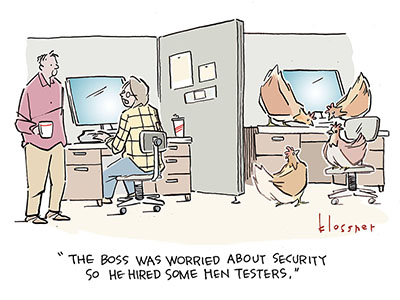 klossner
" THE BOSS WAS WORRIED ABOUT SECURITY
SO HE HIRED SOME HEN TESTERS."